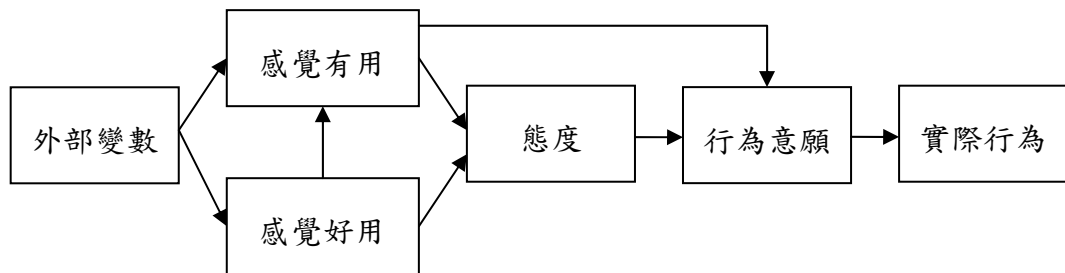 感覺有用
外部變數
態度
行為意願
實際行為
感覺好用